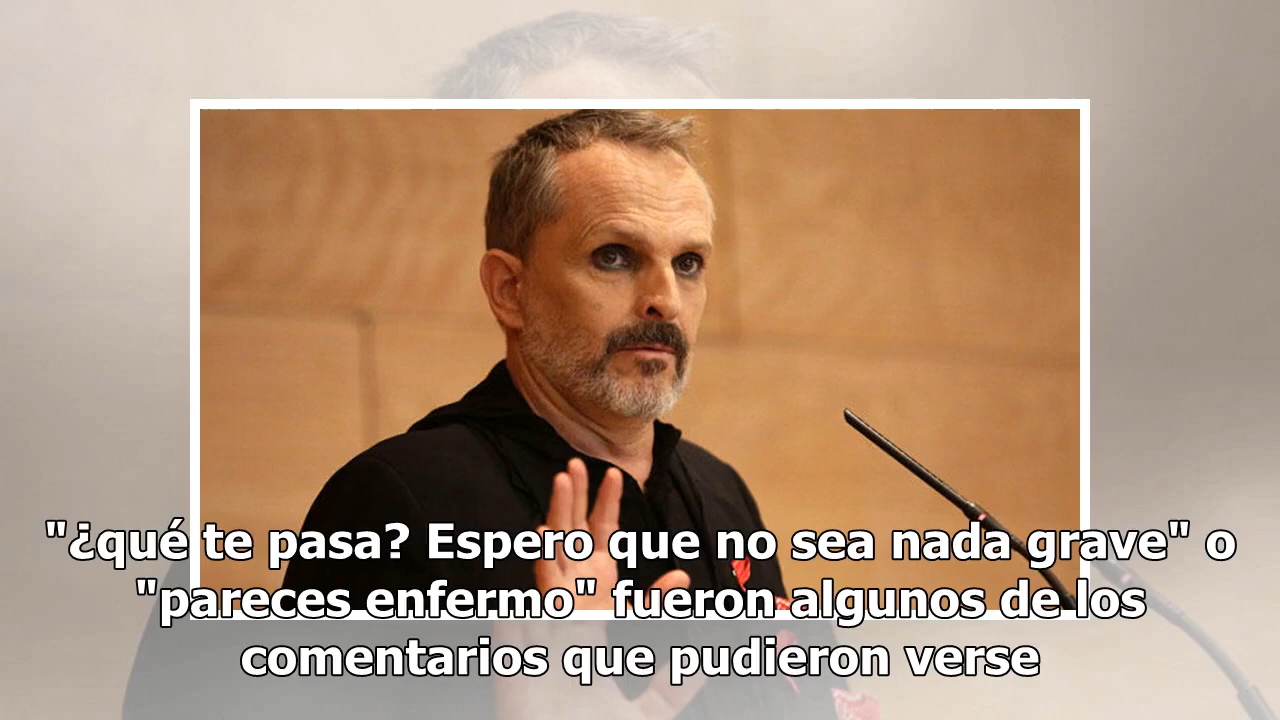 "¿qué te pasa? Espero que no sea nada grave" o
"pareces enfermo" fueron algunos de los
comentarios que pudieron verse